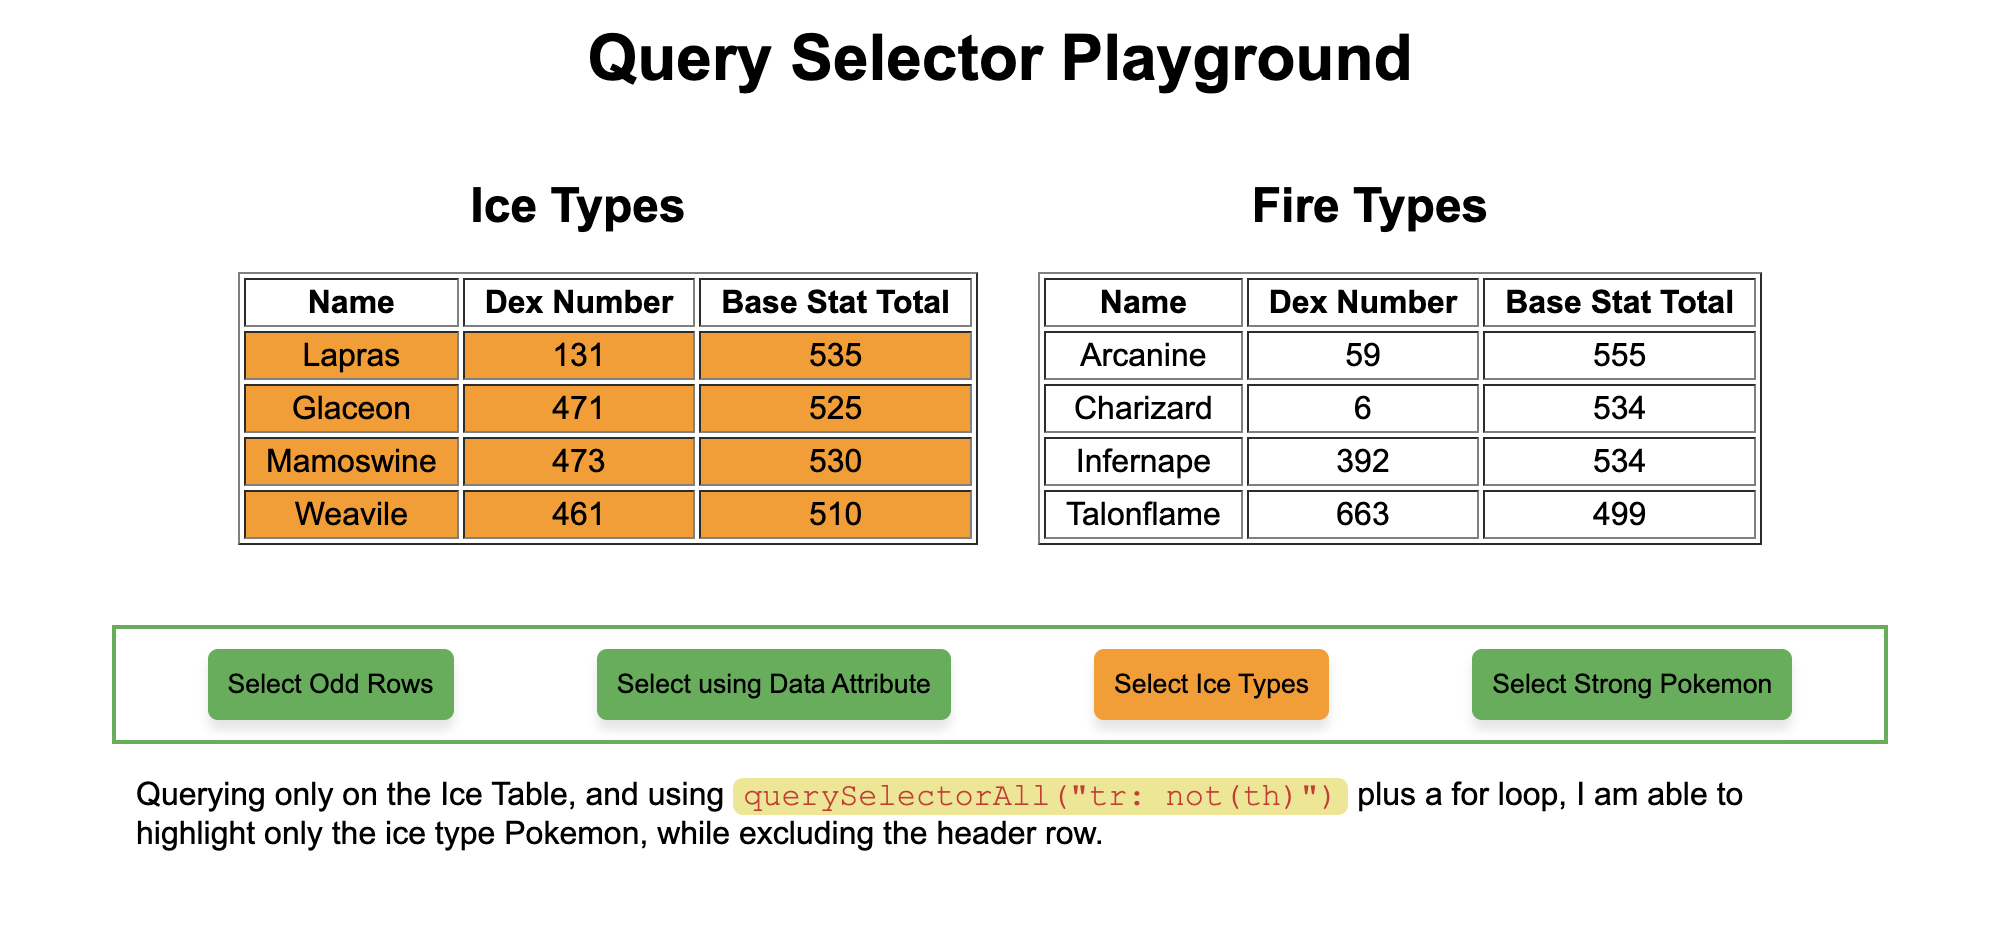 Query Selector Playground
Ice Types
Name Dex Number Base Stat Total
Lapras 131 535
Glaceon 471 525
Mamoswine 473 530
Weavile 461 510
Fire Types
Name Dex Number Base Stat Total
Arcanine 59 555
Charizard 6 534
Infernape 392 534
Talonflame 663 499
Select Odd Rows
Select using Data Attribute
Select Ice Types
Select Strong Pokemon
Querying only on the Ice Table, and using querySelectorAll("tr: not(th)") plus a for loop, I am able to
highlight only the ice type Pokemon, while excluding the header row.